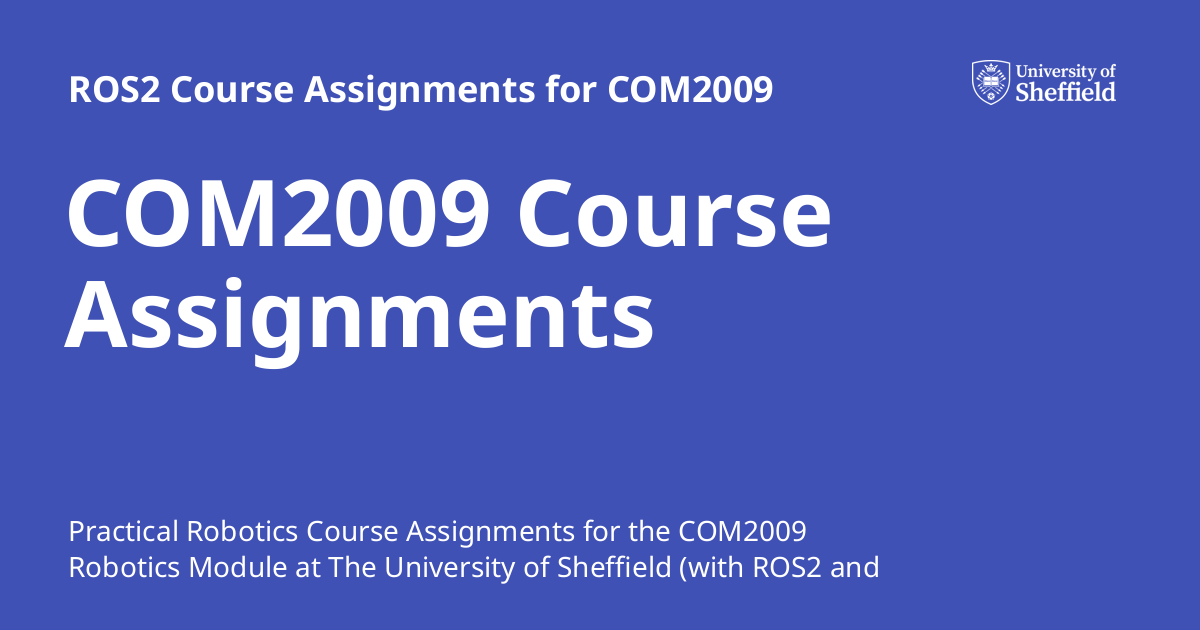 ROS2 Course Assignments for COM2009
University of
Sheffield
COM2009 Course
Assignments
Practical Robotics Course Assignments for the COM2009
Robotics Module at The University of Sheffield (with ROS2 and